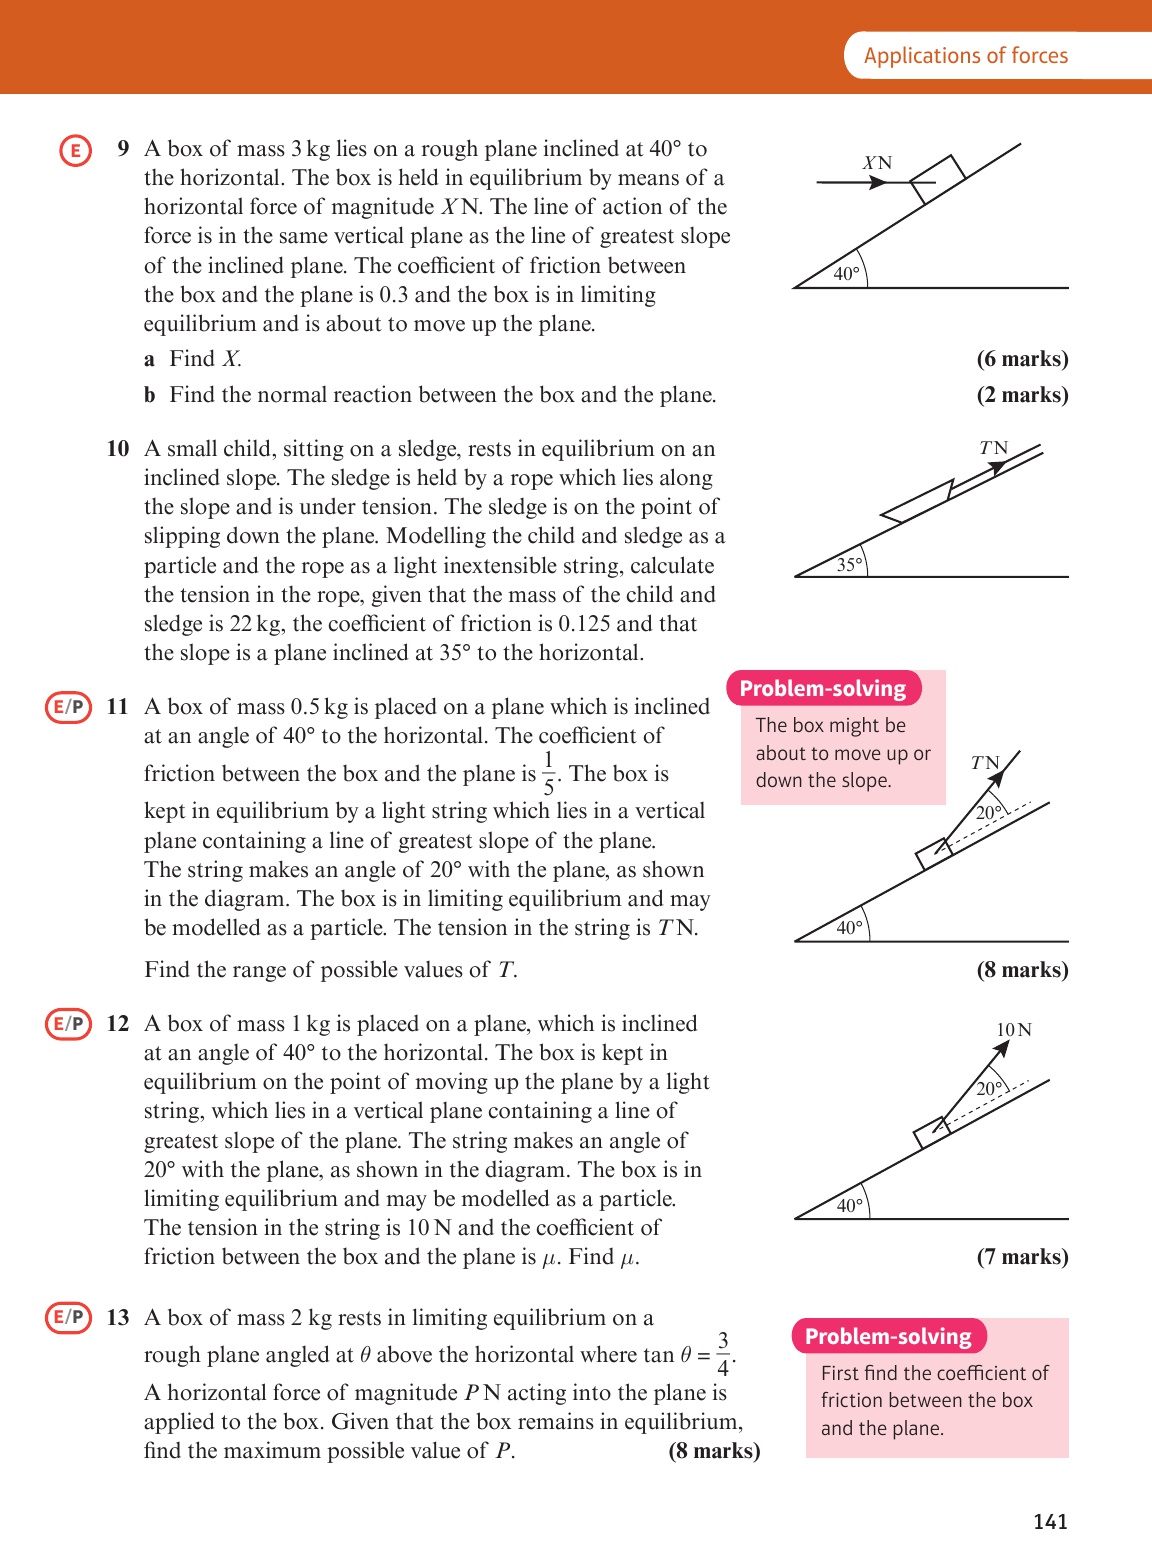 Applications of forces
E 9 A box of mass 3 kg lies on a rough plane inclined at 40° to
the horizontal. The box is held in equilibrium by means of a
horizontal force of magnitude X N. The line of action of the
force is in the same vertical plane as the line of greatest slope
of the inclined plane. The coefficient of friction between
the box and the plane is 0.3 and the box is in limiting
equilibrium and is about to move up the plane.
X N
40°
a Find X. (6 marks)
b Find the normal reaction between the box and the plane. (2 marks)
10 A small child, sitting on a sledge, rests in equilibrium on an
inclined slope. The sledge is held by a rope which lies along
the slope and is under tension. The sledge is on the point of
slipping down the plane. Modelling the child and sledge as a
particle and the rope as a light inextensible string, calculate
the tension in the rope, given that the mass of the child and
sledge is 22 kg, the coefficient of friction is 0.125 and that
the slope is a plane inclined at 35° to the horizontal.
T N
35°
E/P 11 A box of mass 0.5 kg is placed on a plane which is inclined
at an angle of 40° to the horizontal. The coefficient of
friction between the box and the plane is 1/5. The box is
kept in equilibrium by a light string which lies in a vertical
plane containing a line of greatest slope of the plane.
The string makes an angle of 20° with the plane, as shown
in the diagram. The box is in limiting equilibrium and may
be modelled as a particle. The tension in the string is T N.
Problem-solving
The box might be
about to move up or
down the slope.
T N
20°
40°
Find the range of possible values of T. (8 marks)
E/P 12 A box of mass 1 kg is placed on a plane, which is inclined
at an angle of 40° to the horizontal. The box is kept in
equilibrium on the point of moving up the plane by a light
string, which lies in a vertical plane containing a line of
greatest slope of the plane. The string makes an angle of
20° with the plane, as shown in the diagram. The box is in
limiting equilibrium and may be modelled as a particle.
The tension in the string is 10 N and the coefficient of
friction between the box and the plane is μ. Find μ. (7 marks)
10 N
20°
40°
E/P 13 A box of mass 2 kg rests in limiting equilibrium on a
rough plane angled at θ above the horizontal where tan θ = 3/4.
A horizontal force of magnitude P N acting into the plane is
applied to the box. Given that the box remains in equilibrium,
find the maximum possible value of P. (8 marks)
Problem-solving
First find the coefficient of
friction between the box
and the plane.
141